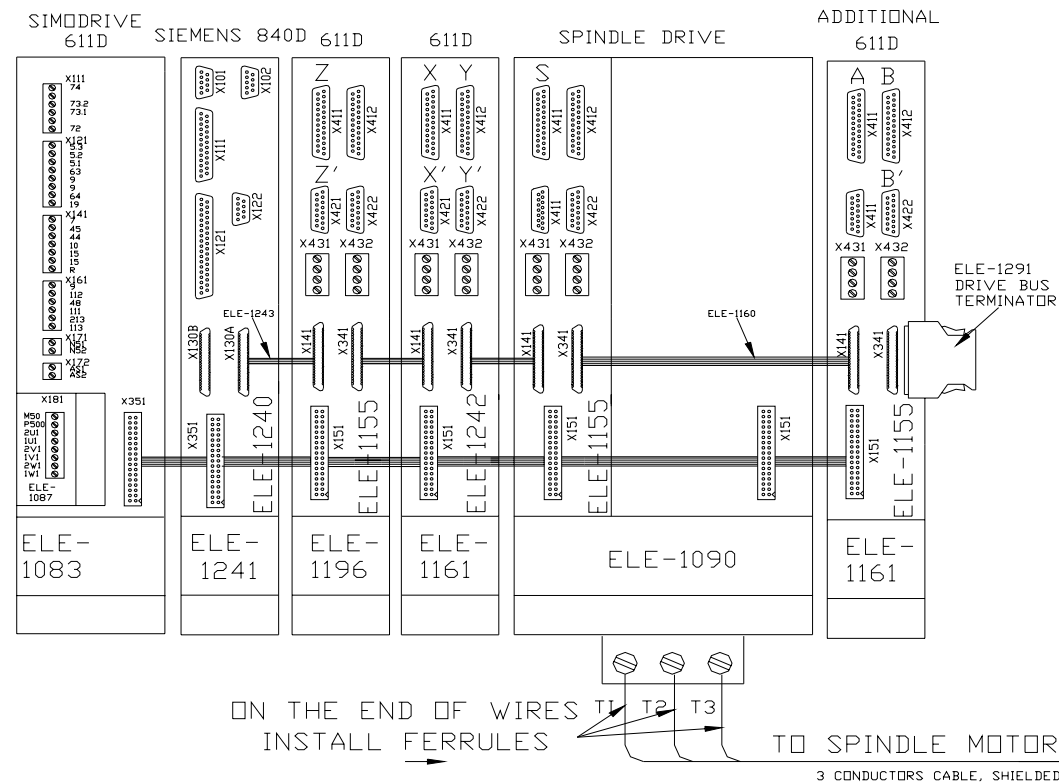 SIMODRIVE
611D
SIEMENS 840D
611D
611D
SPINDLE DRIVE
ADDITIONAL
611D
X111
74
73.2
73.1
72
X121
5.3
5.2
5.1
63
9
9
64
19
X141
7
45
44
10
15
15
R
X161
9
112
48
111
213
113
X171
NS1
NS2
X172
AS1
AS2
X181
M50
P500
2U1
1U1
2V1
1V1
2W1
1W1
ELE-
1087
X351
ELE-
1083
X101
X102
X111
X122
X121
X130B
X130A
ELE-1243
X351
ELE-1240
ELE-
1241
Z
X411
X412
Z'
X421
X422
X431
X432
X141
X341
X151
ELE-1155
ELE-
1196
X
Y
X411
X412
X'
Y'
X421
X422
X431
X432
X141
X341
X151
ELE-1242
ELE-
1161
S
X411
X412
X411
X422
X431
X432
X141
X341
ELE-1160
X151
ELE-1155
X151
ELE-1090
A
B
X411
X412
B'
X411
X422
X431
X432
X141
X341
X151
ELE-1155
ELE-
1161
ELE-1291
DRIVE BUS
TERMINATOR
ON THE END OF WIRES
INSTALL FERRULES
T1
T2
T3
TO SPINDLE MOTOR
3 CONDUCTORS CABLE, SHIELDED